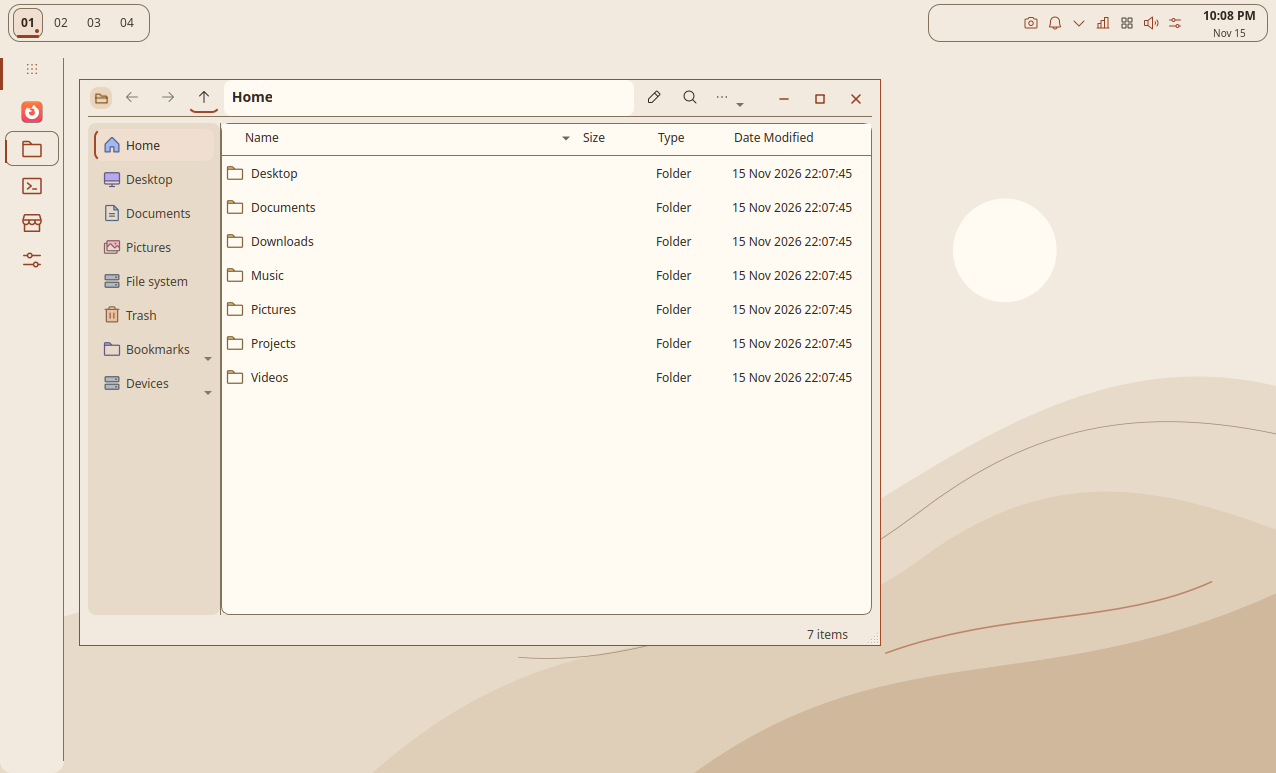 01 02 03 04
10:08 PM
Nov 15
Home
Name Size Type Date Modified
Home
Desktop
Documents
Pictures
File system
Trash
Bookmarks
Devices
Desktop Folder 15 Nov 2026 22:07:45
Documents Folder 15 Nov 2026 22:07:45
Downloads Folder 15 Nov 2026 22:07:45
Music Folder 15 Nov 2026 22:07:45
Pictures Folder 15 Nov 2026 22:07:45
Projects Folder 15 Nov 2026 22:07:45
Videos Folder 15 Nov 2026 22:07:45
7 items